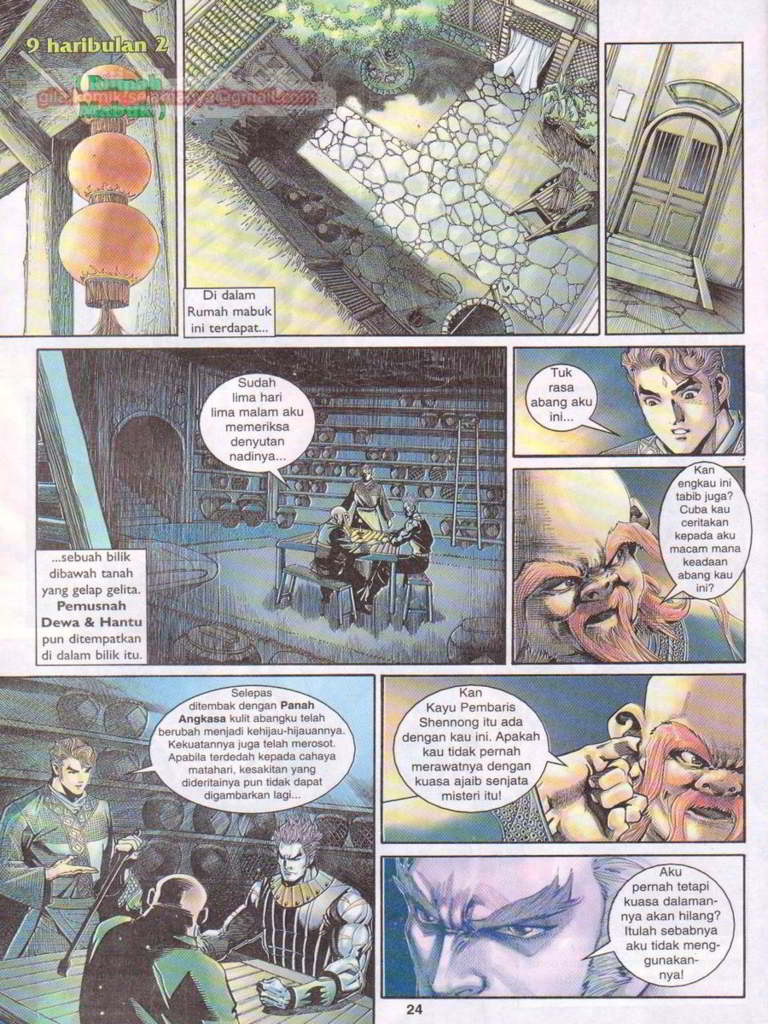 9 haribulan 2
Rumah
gila_komikselamanya@gmail.com
Mabuk
Di dalam
Rumah mabuk
ini terdapat...
Sudah
lima hari
lima malam aku
memeriksa
denyutan
nadinya...
...sebuah bilik
dibawah tanah
yang gelap gelita.
Pemusnah
Dewa & Hantu
pun ditempatkan
di dalam bilik itu.
Tuk
rasa
abang aku
ini...
Kan
engkau ini
tabib juga?
Cuba kau
ceritakan
kepada aku
macam mana
keadaan
abang kau
ini?
Selepas
ditembak dengan Panah
Angkasa kulit abangku telah
berubah menjadi kehijau-hijauannya.
Kekuatannya juga telah merosot.
Apabila terdedah kepada cahaya
matahari, kesakitan yang
dideritainya pun tidak dapat
digambarkan lagi...
Kan
Kayu Pembaris
Shennong itu ada
dengan kau ini. Apakah
kau tidak pernah
merawatnya dengan
kuasa ajaib senjata
misteri itu!
Aku
pernah tetapi
kuasa dalaman-
nya akan hilang?
Itulah sebabnya
aku tidak meng-
gunakan-
nya!
24